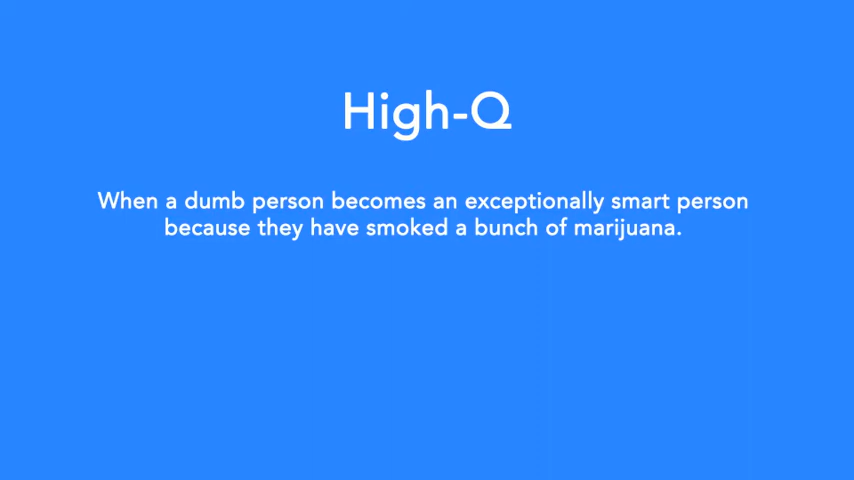 High-Q
When a dumb person becomes an exceptionally smart person
because they have smoked a bunch of marijuana.